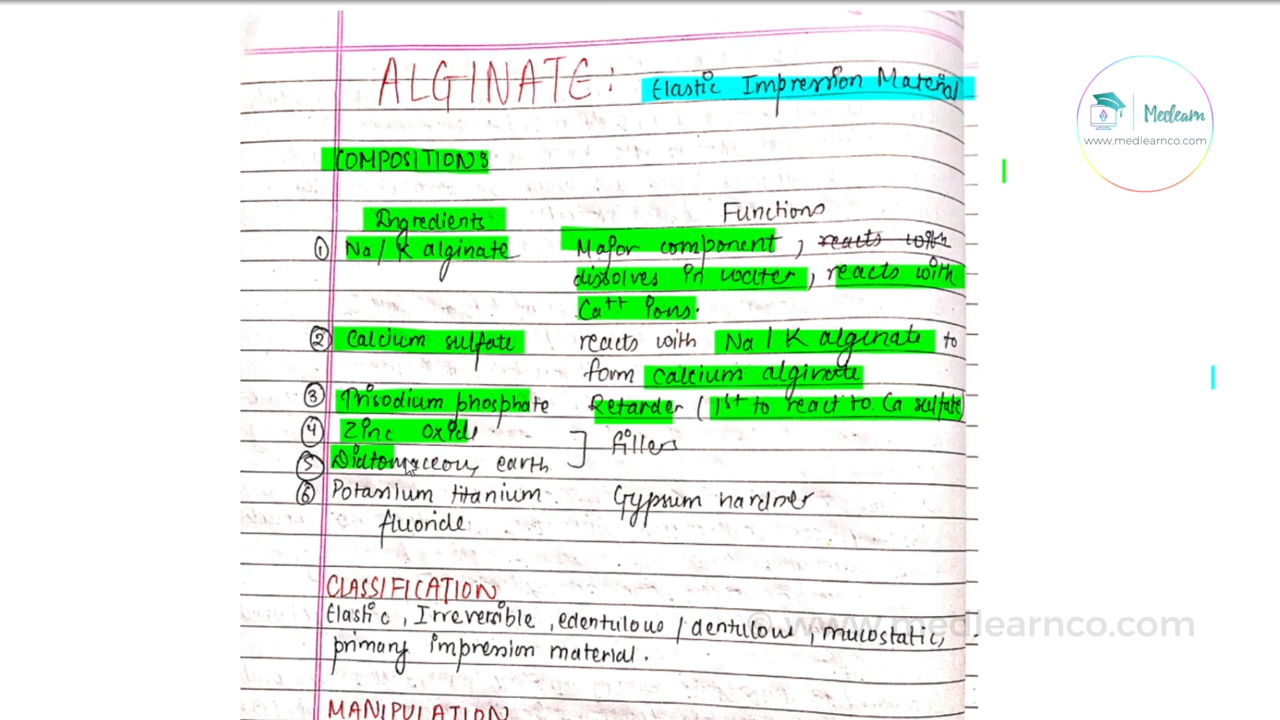 ALGINATE: Elastic Impression Material
Medlearn
www.medlearnco.com
COMPOSITION:
Ingredients Functions
① Na/K alginate Major component, reacts with
dissolves in water, reacts with
Ca++ ions.
② Calcium sulfate reacts with Na/K alginate to
form Calcium alginate
③ Trisodium phosphate Retarder (1st to react to Ca sulfate)
④ Zinc oxide ] filler
⑤ Diatomaceous earth
⑥ Potassium titanium Gypsum hardner
fluoride
CLASSIFICATION
Elastic, Irreversible, edentulous / dentulous, mucostatic,
© www.medlearnco.com
primary impression material.
MANIPULATION